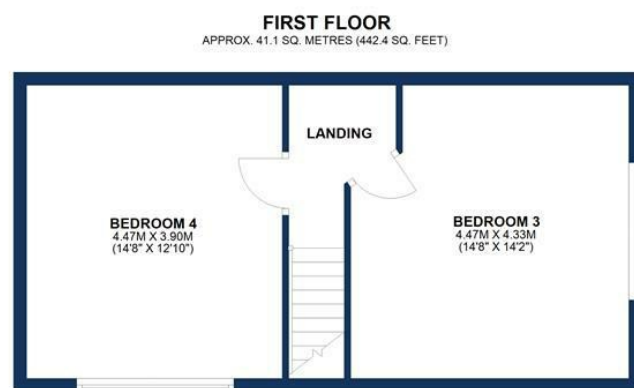 FIRST FLOOR
APPROX. 41.1 SQ. METRES (442.4 SQ. FEET)
LANDING
BEDROOM 4
4.47M X 3.90M
(14'8" X 12'10")
BEDROOM 3
4.47M X 4.33M
(14'8" X 14'2")